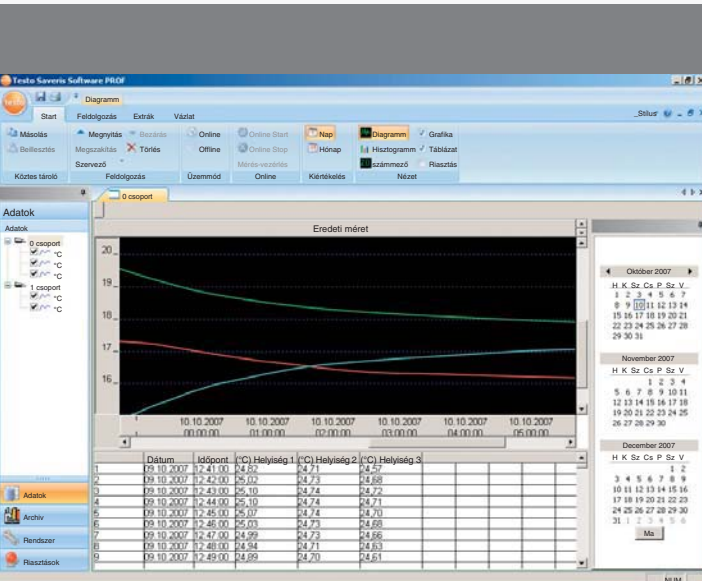 Testo Saveris Software PROF
testo
Diagramm
Start Feldolgozás Extrák Vázlat
_Stílus
Másolás Megnyitás Bezárás Online Online Start Nap Diagramm Grafika
Beillesztés Megszakítás Törlés Offline Online Stop Hónap Hisztogramm Táblázat
Szervező Mérés-vezérlés számmező Riasztás
Köztes tároló Feldolgozás Üzemmód Online Kiértékelés Nézet
0 csoport
Adatok
Adatok
0 csoport
°C
°C
°C
1 csoport
°C
°C
Eredeti méret
20
19
18
17
16
10.10.2007 10.10.2007 10.10.2007 10.10.2007 10.10.2007 10.10.2007
00:00:00 01:00:00 02:00:00 03:00:00 04:00:00 05:00:00
Dátum Időpont (°C) Helyiség 1 (°C) Helyiség 2 (°C) Helyiség 3
1 09.10.2007 12:41:00 24,82 24,71 24,57
2 09.10.2007 12:42:00 25,02 24,73 24,68
3 09.10.2007 12:43:00 25,10 24,74 24,72
4 09.10.2007 12:44:00 25,10 24,74 24,71
5 09.10.2007 12:45:00 25,07 24,74 24,70
6 09.10.2007 12:46:00 25,03 24,73 24,68
7 09.10.2007 12:47:00 24,99 24,73 24,66
8 09.10.2007 12:48:00 24,94 24,71 24,63
9 09.10.2007 12:49:00 24,89 24,70 24,61
Adatok
Archív
Rendszer
Riasztások
Október 2007
H K Sz Cs P Sz V
1 2 3 4 5 6 7
8 9 10 11 12 13 14
15 16 17 18 19 20 21
22 23 24 25 26 27 28
29 30 31
November 2007
H K Sz Cs P Sz V
1 2 3 4
5 6 7 8 9 10 11
12 13 14 15 16 17 18
19 20 21 22 23 24 25
26 27 28 29 30
December 2007
H K Sz Cs P Sz V
1 2
3 4 5 6 7 8 9
10 11 12 13 14 15 16
17 18 19 20 21 22 23
24 25 26 27 28 29 30
31 1 2 3 4 5 6
Ma
NUM